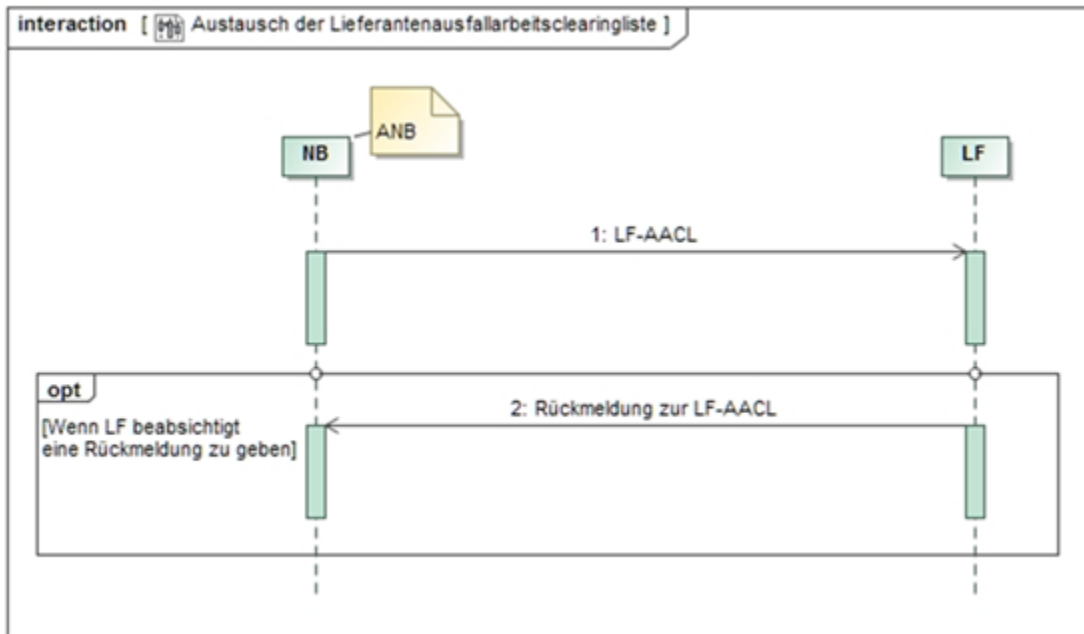 interaction [ Austausch der Lieferantenausfallarbeitsclearingliste ]
ANB
NB
LF
1: LF-AACL
opt
2: Rückmeldung zur LF-AACL
[Wenn LF beabsichtigt
eine Rückmeldung zu geben]